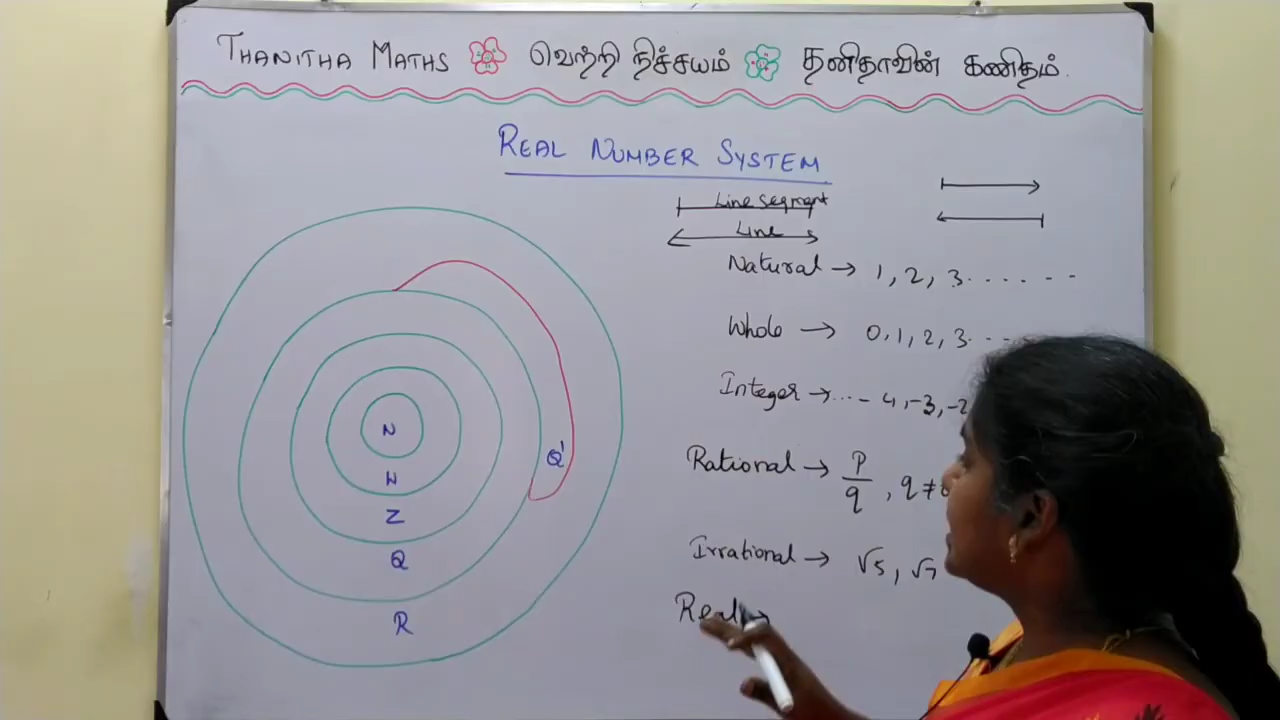 THANITHA MATHS வெற்றி நிச்சயம் தனிதாவின் கணிதம்
REAL NUMBER SYSTEM
Line segment
Line
Natural → 1, 2, 3.......
Whole → 0, 1, 2, 3....
Integer → ...-4, -3, -2
Rational → p/q, q ≠ 0
Irrational → √5, √7
Real →
N
W
Z
Q
Q'
R